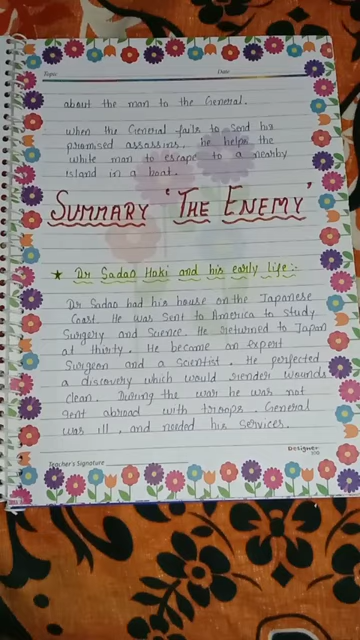 Topic Date
about the man to the General.
When the General fails to send his
promised assassins, he helps the
white man to escape to a nearby
island in a boat.
SUMMARY 'THE ENEMY'
★ Dr Sadao Hoki and his early life:-
Dr Sadao had his house on the Japanese
Coast. He was sent to America to study
Surgery and Science. He returned to Japan
at thirty. He became an expert
Surgeon and a Scientist. He perfected
a discovery which would render wounds
clean. During the war he was not
sent abroad with troops. General
was ill, and needed his services.
Designer
Teacher's Signature